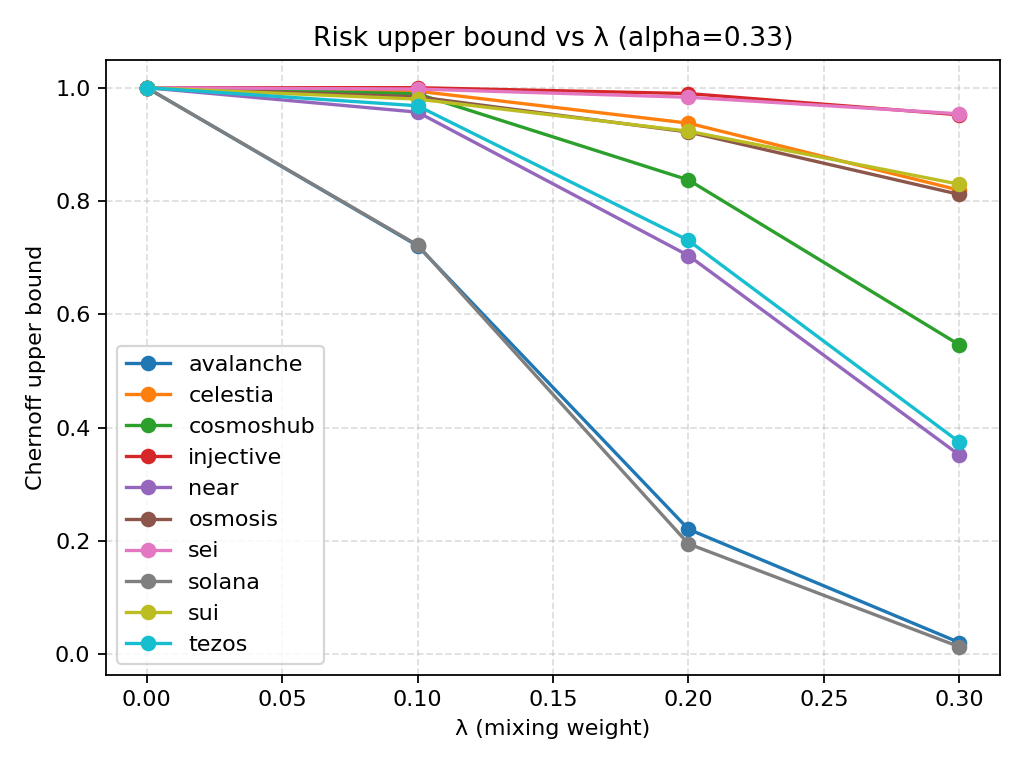 Risk upper bound vs λ (alpha=0.33)
Chernoff upper bound
1.0
0.8
0.6
0.4
0.2
0.0
avalanche
celestia
cosmoshub
injective
near
osmosis
sei
solana
sui
tezos
0.00 0.05 0.10 0.15 0.20 0.25 0.30
λ (mixing weight)